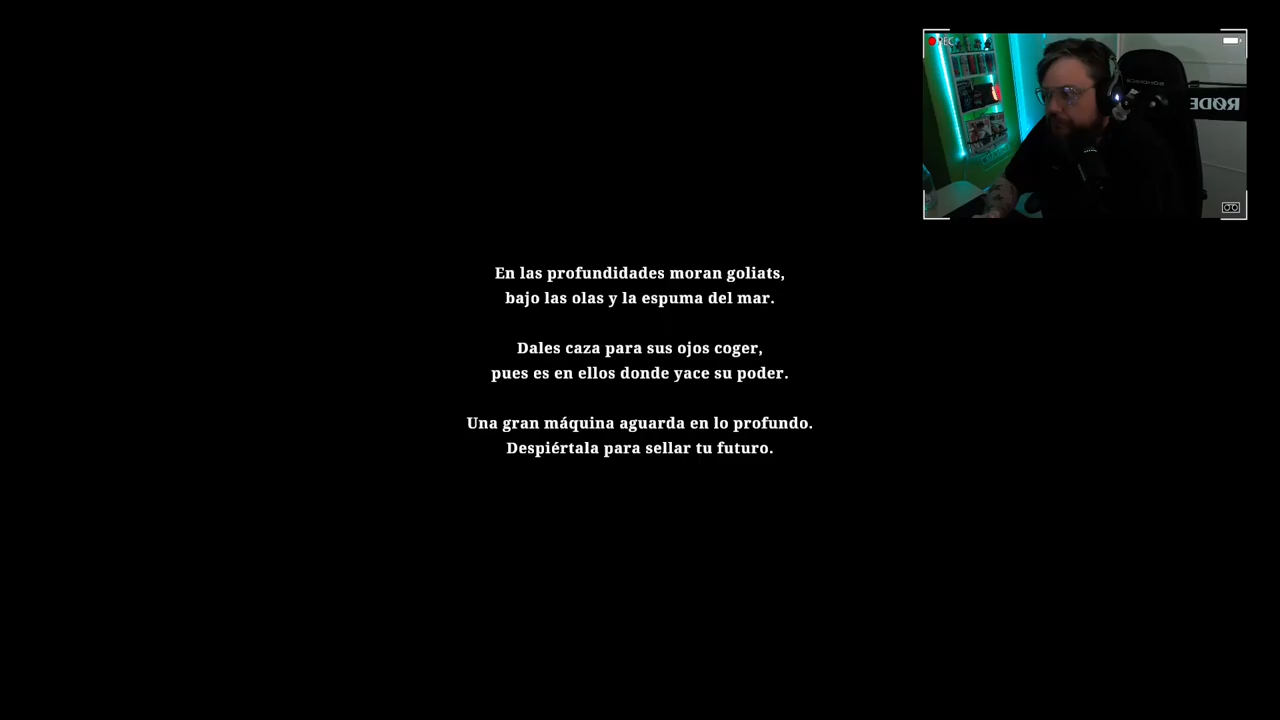 REC
RØDE
En las profundidades moran goliats,
bajo las olas y la espuma del mar.
Dales caza para sus ojos coger,
pues es en ellos donde yace su poder.
Una gran máquina aguarda en lo profundo.
Despiértala para sellar tu futuro.